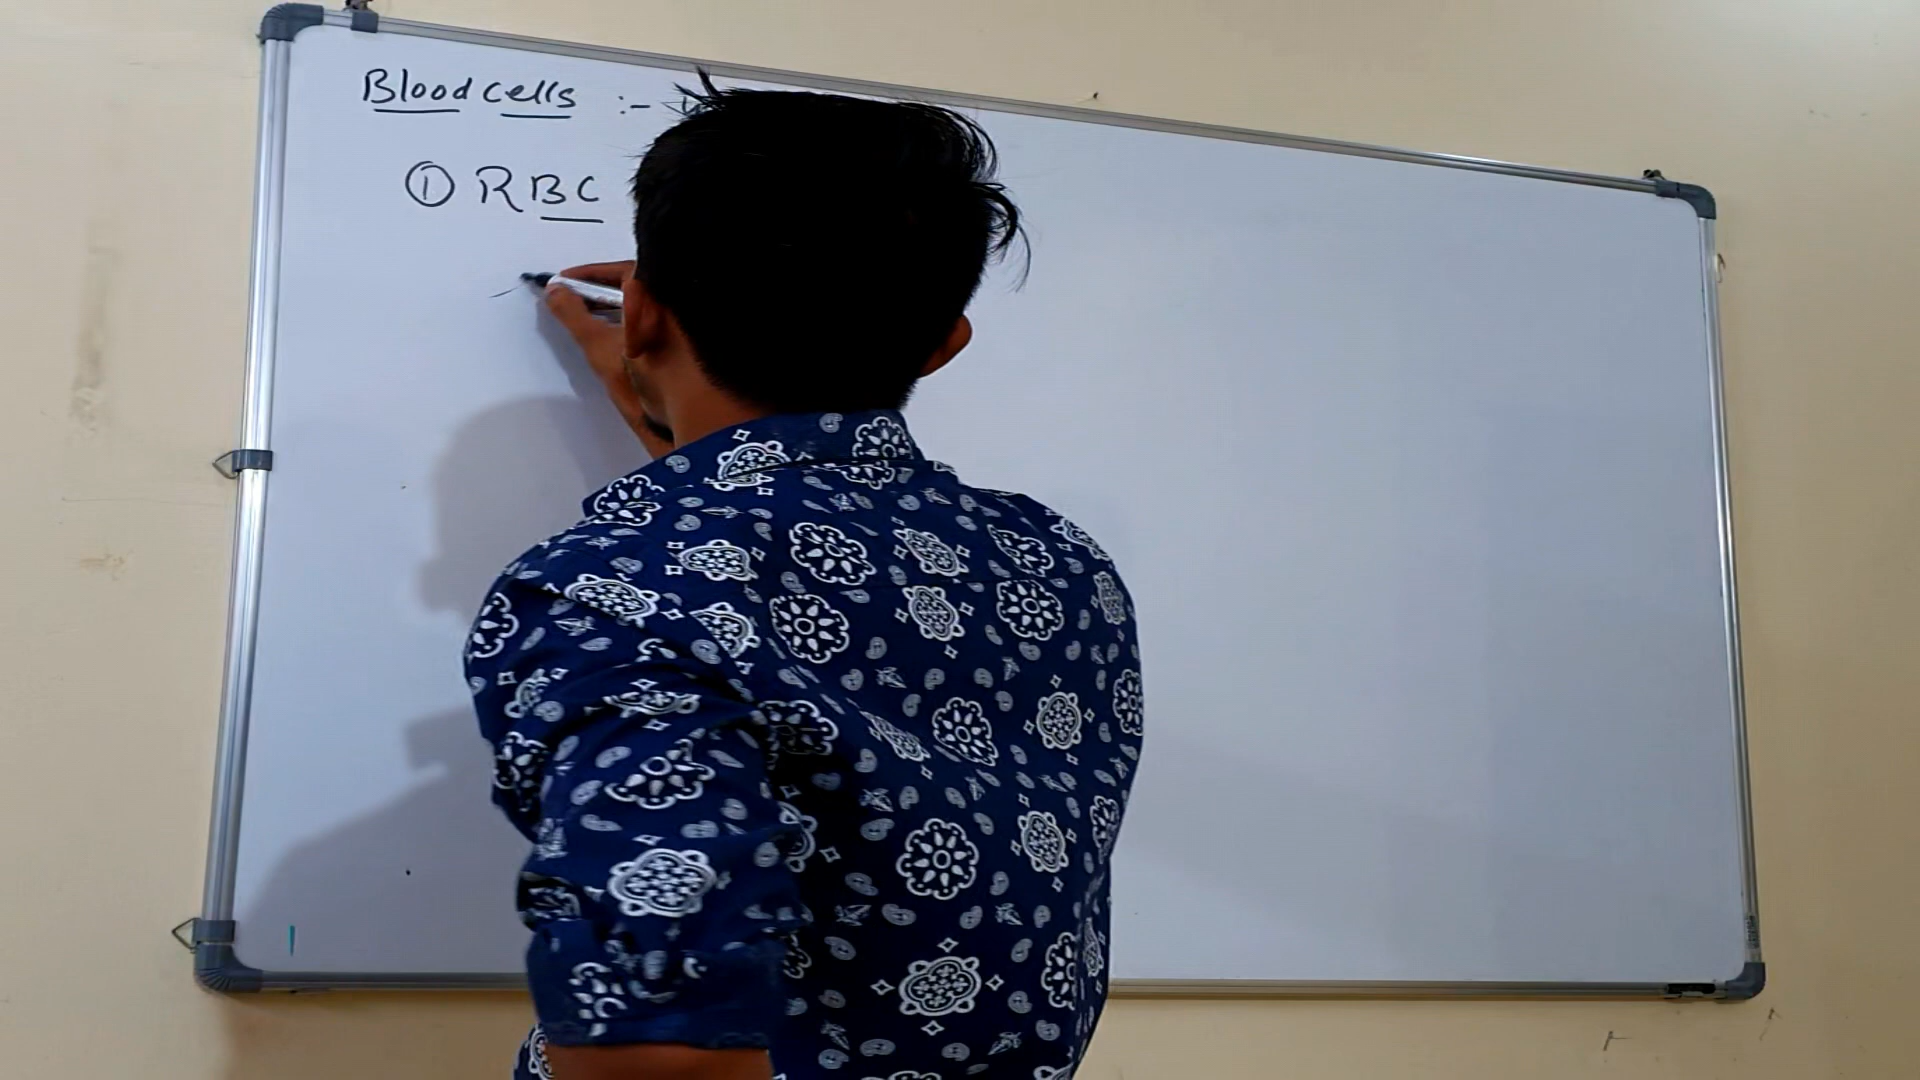 Blood cells :-
① RBC